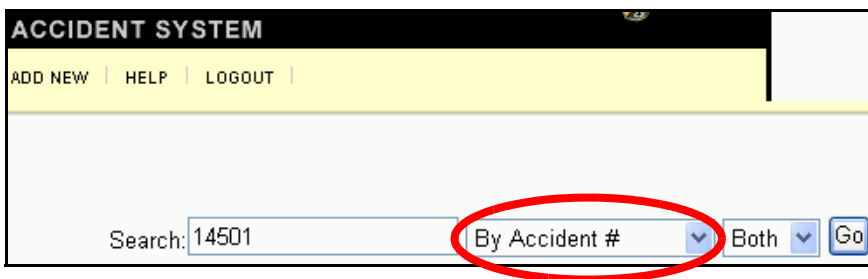 ACCIDENT SYSTEM
ADD NEW | HELP | LOGOUT |
Search: 14501 By Accident # Both Go